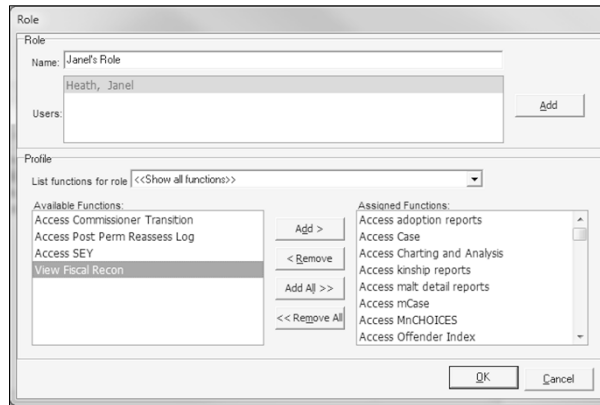 Role
Role
Name: Janel's Role
Heath, Janel
Users:
Add
Profile
List functions for role <<Show all functions>>
Available Functions:
Access Commissioner Transition
Access Post Perm Reassess Log
Access SEY
View Fiscal Recon
Add >
< Remove
Add All >>
<< Remove All
Assigned Functions:
Access adoption reports
Access Case
Access Charting and Analysis
Access kinship reports
Access malt detail reports
Access mCase
Access MnCHOICES
Access Offender Index
OK
Cancel